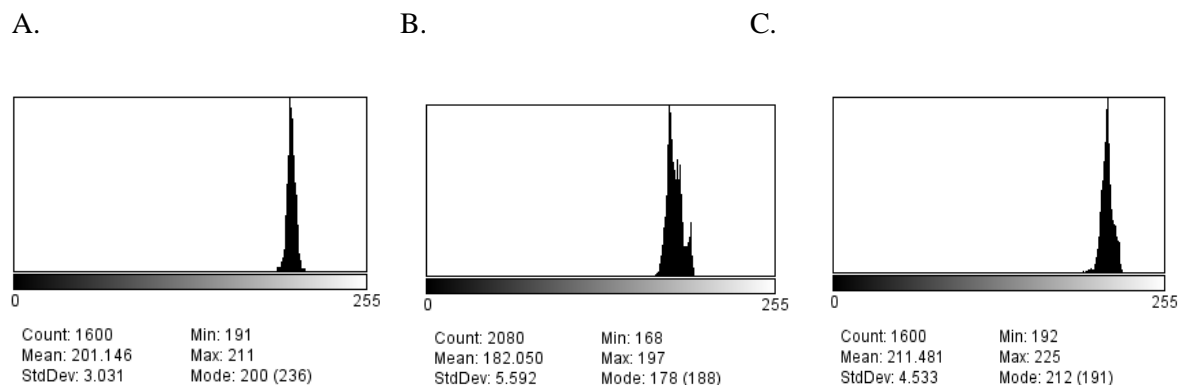 A.
B.
C.
0 255
0 255
0 255
Count: 1600 Min: 191
Mean: 201.146 Max: 211
StdDev: 3.031 Mode: 200 (236)
Count: 2080 Min: 168
Mean: 182.050 Max: 197
StdDev: 5.592 Mode: 178 (188)
Count: 1600 Min: 192
Mean: 211.481 Max: 225
StdDev: 4.533 Mode: 212 (191)